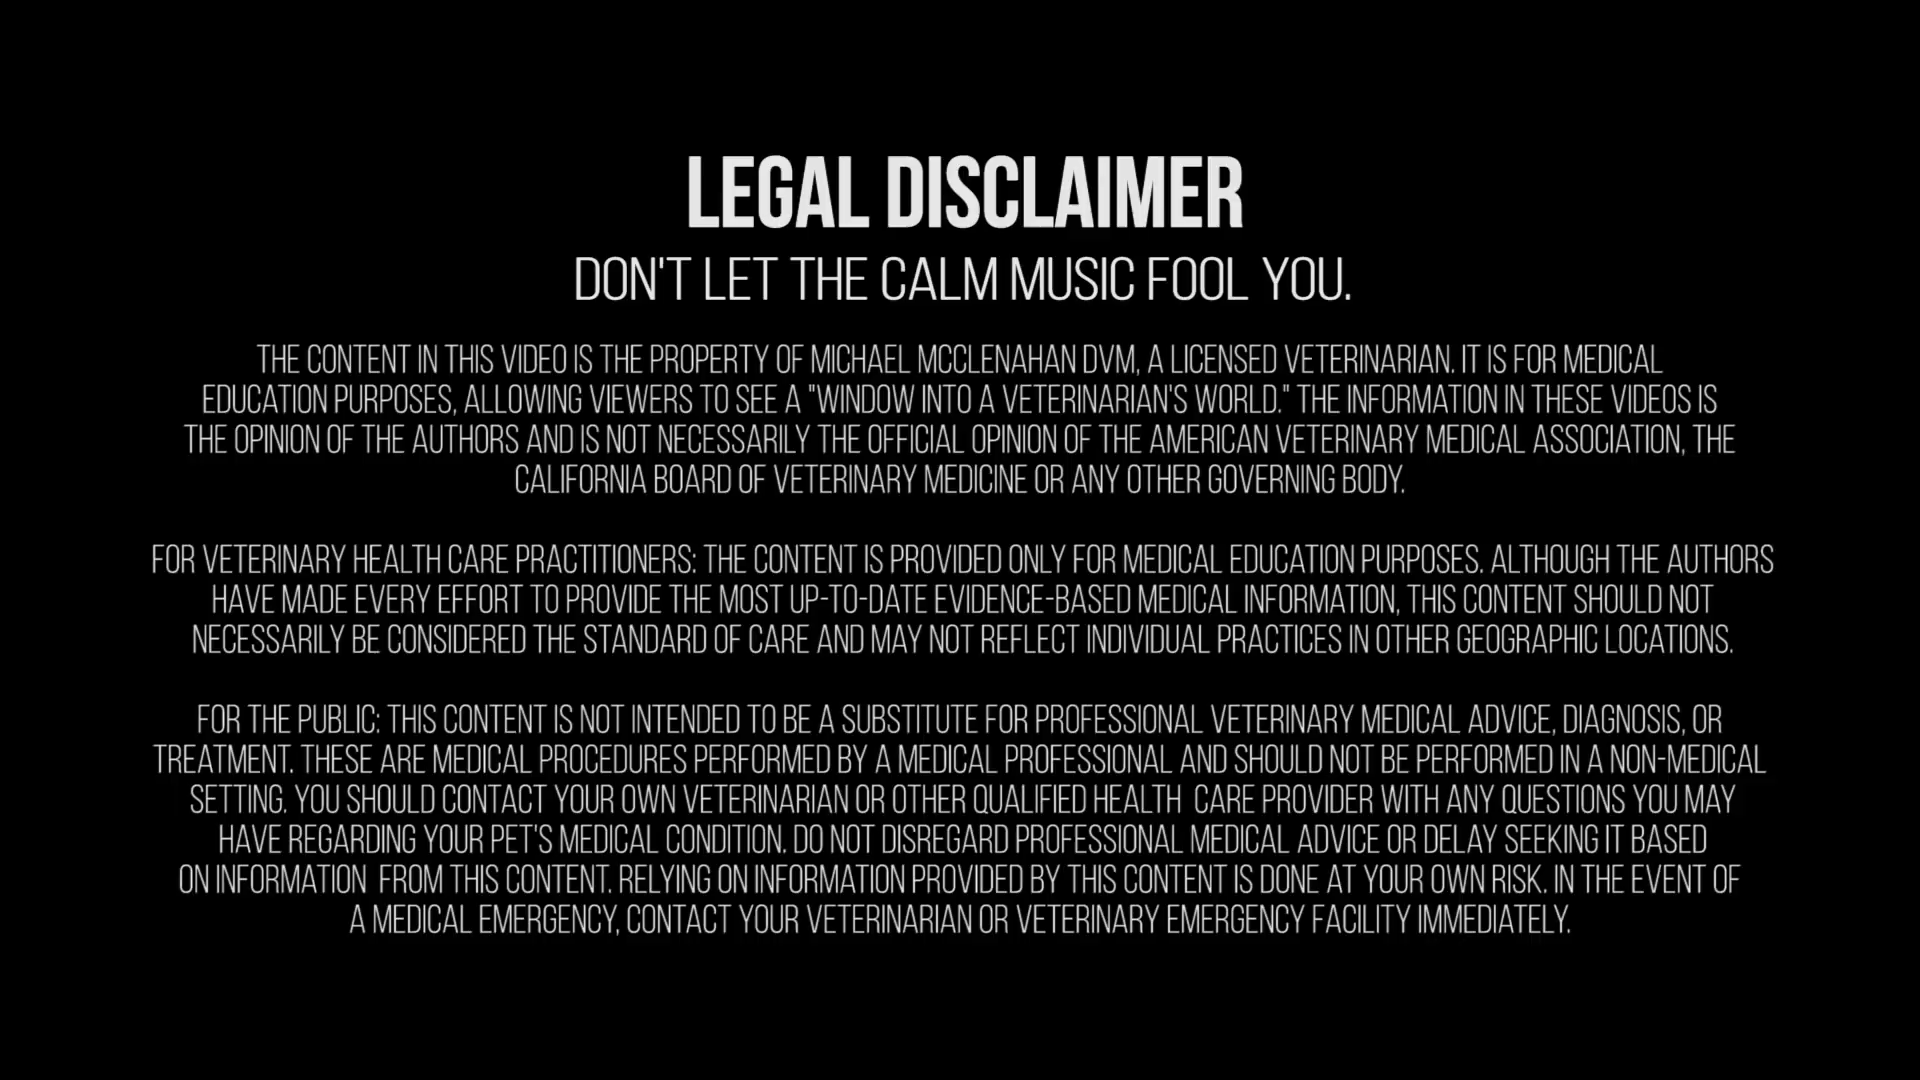 LEGAL DISCLAIMER
DON'T LET THE CALM MUSIC FOOL YOU.
THE CONTENT IN THIS VIDEO IS THE PROPERTY OF MICHAEL MCCLENAHAN DVM, A LICENSED VETERINARIAN. IT IS FOR MEDICAL
EDUCATION PURPOSES, ALLOWING VIEWERS TO SEE A "WINDOW INTO A VETERINARIAN'S WORLD." THE INFORMATION IN THESE VIDEOS IS
THE OPINION OF THE AUTHORS AND IS NOT NECESSARILY THE OFFICIAL OPINION OF THE AMERICAN VETERINARY MEDICAL ASSOCIATION, THE
CALIFORNIA BOARD OF VETERINARY MEDICINE OR ANY OTHER GOVERNING BODY.
FOR VETERINARY HEALTH CARE PRACTITIONERS: THE CONTENT IS PROVIDED ONLY FOR MEDICAL EDUCATION PURPOSES. ALTHOUGH THE AUTHORS
HAVE MADE EVERY EFFORT TO PROVIDE THE MOST UP-TO-DATE EVIDENCE-BASED MEDICAL INFORMATION, THIS CONTENT SHOULD NOT
NECESSARILY BE CONSIDERED THE STANDARD OF CARE AND MAY NOT REFLECT INDIVIDUAL PRACTICES IN OTHER GEOGRAPHIC LOCATIONS.
FOR THE PUBLIC: THIS CONTENT IS NOT INTENDED TO BE A SUBSTITUTE FOR PROFESSIONAL VETERINARY MEDICAL ADVICE, DIAGNOSIS, OR
TREATMENT. THESE ARE MEDICAL PROCEDURES PERFORMED BY A MEDICAL PROFESSIONAL AND SHOULD NOT BE PERFORMED IN A NON-MEDICAL
SETTING. YOU SHOULD CONTACT YOUR OWN VETERINARIAN OR OTHER QUALIFIED HEALTH CARE PROVIDER WITH ANY QUESTIONS YOU MAY
HAVE REGARDING YOUR PET'S MEDICAL CONDITION. DO NOT DISREGARD PROFESSIONAL MEDICAL ADVICE OR DELAY SEEKING IT BASED
ON INFORMATION FROM THIS CONTENT. RELYING ON INFORMATION PROVIDED BY THIS CONTENT IS DONE AT YOUR OWN RISK. IN THE EVENT OF
A MEDICAL EMERGENCY, CONTACT YOUR VETERINARIAN OR VETERINARY EMERGENCY FACILITY IMMEDIATELY.